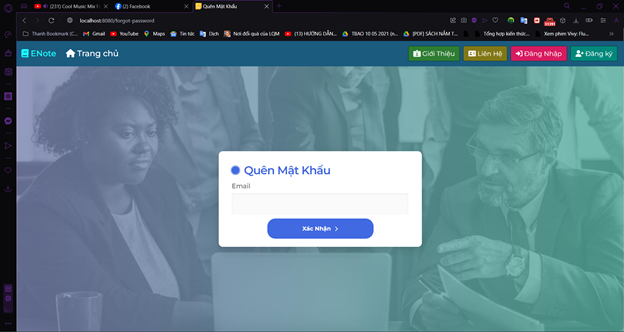 (231) Cool Music Mix
(2) Facebook
Quên Mật Khẩu
localhost:8080/forgot-password
Thanh Bookmark
Gmail
YouTube
Maps
Tin tức
Dịch
Nơi đổi quà của LQM
(13) HƯỚNG DẪN...
TBAO 10 05 2021 (n...
(PDF) SÁCH NĂM T...
Tổng hợp kiến thức...
Xem phim Vivy: Flu...
ENote
Trang chủ
Giới Thiệu
Liên Hệ
Đăng Nhập
Đăng ký
Quên Mật Khẩu
Email
Xác Nhận